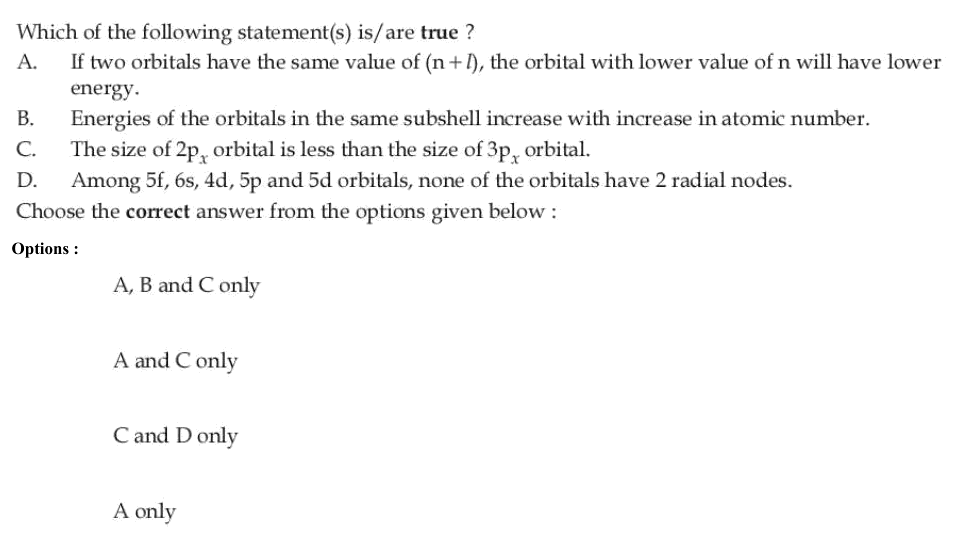 Which of the following statement(s) is/are true ?
A. If two orbitals have the same value of (n+l), the orbital with lower value of n will have lower
energy.
B. Energies of the orbitals in the same subshell increase with increase in atomic number.
C. The size of 2pₓ orbital is less than the size of 3pₓ orbital.
D. Among 5f, 6s, 4d, 5p and 5d orbitals, none of the orbitals have 2 radial nodes.
Choose the correct answer from the options given below :
Options :
A, B and C only
A and C only
C and D only
A only